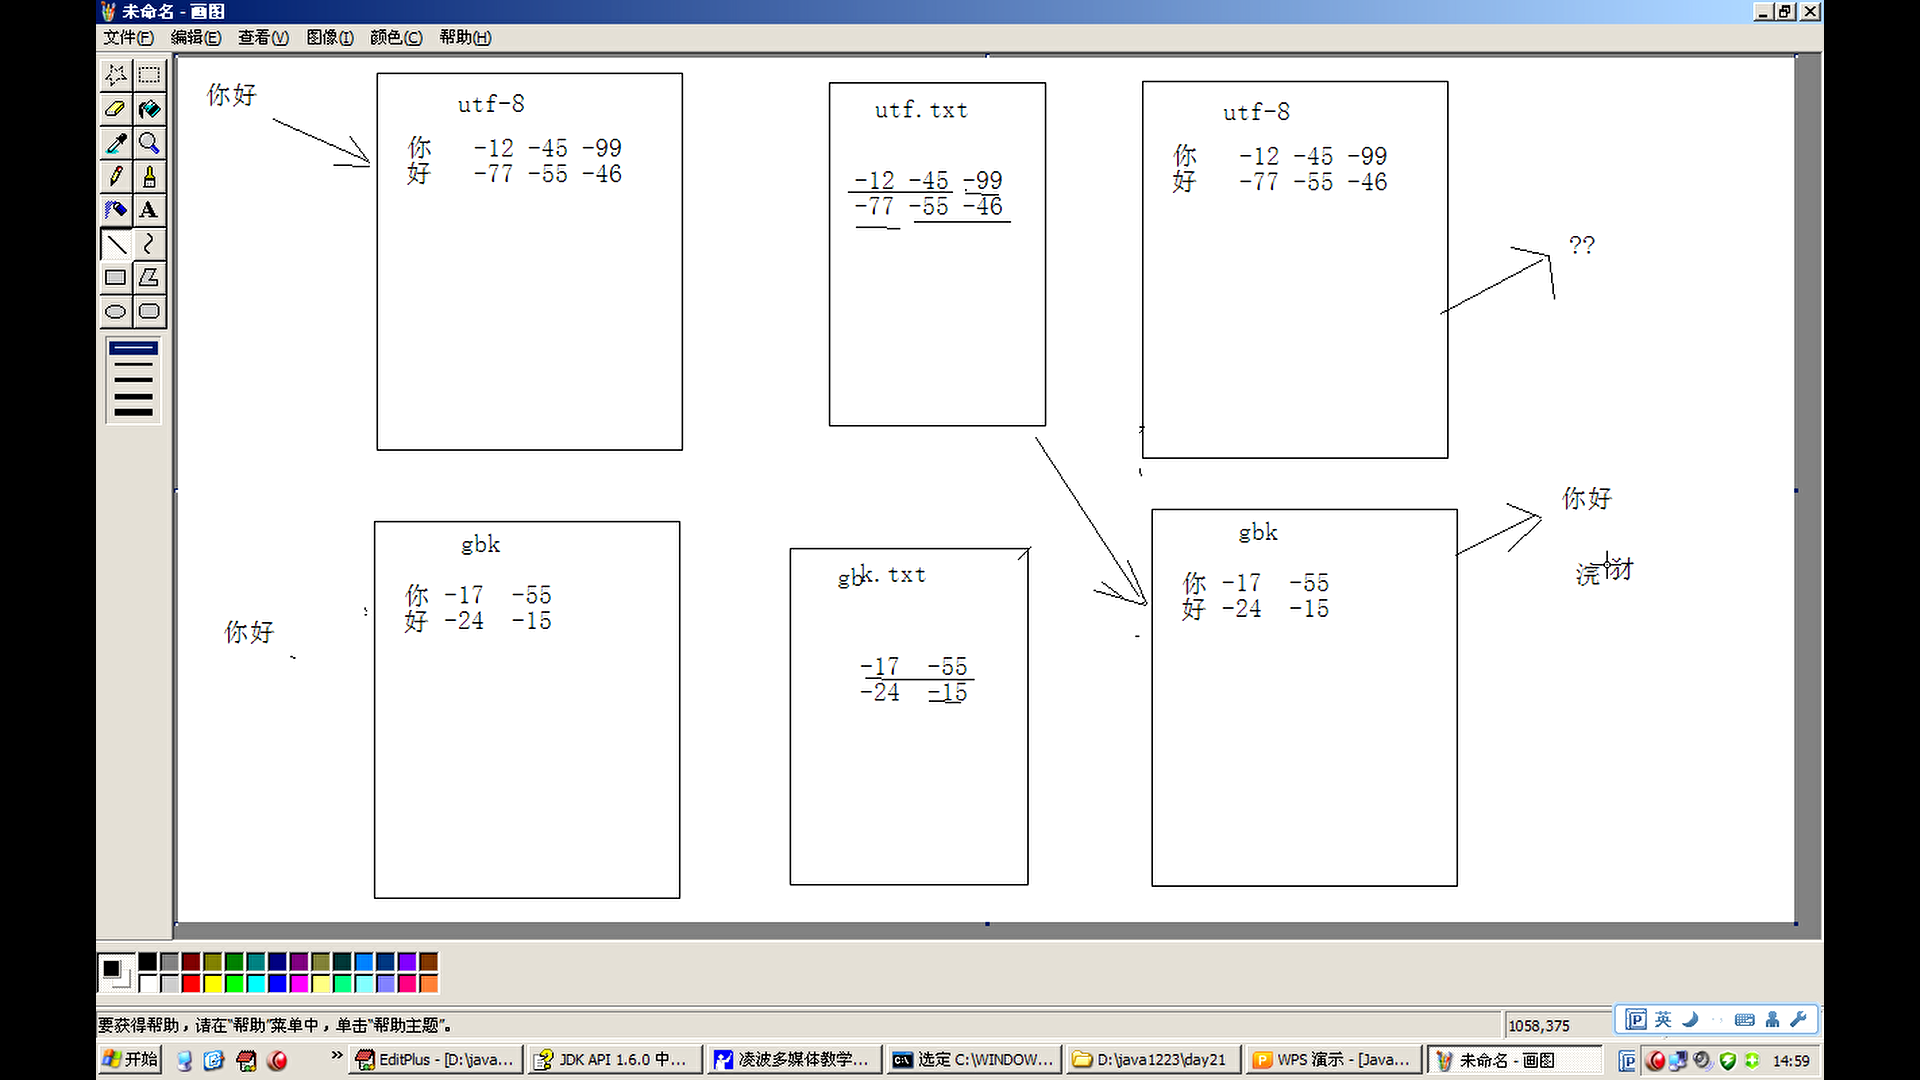 未命名 - 画图
文件(F) 编辑(E) 查看(V) 图像(I) 颜色(C) 帮助(H)
你好
utf-8
你 -12 -45 -99
好 -77 -55 -46
utf.txt
-12 -45 -99
-77 -55 -46
utf-8
你 -12 -45 -99
好 -77 -55 -46
??
你好
gbk
你 -17 -55
好 -24 -15
gbk.txt
-17 -55
-24 -15
gbk
你 -17 -55
好 -24 -15
你好
浣
要获得帮助，请在“帮助”菜单中，单击“帮助主题”。
1058,375
英
开始
EditPlus - [D:\java...
JDK API 1.6.0 中...
凌波多媒体教学...
选定 C:\WINDOW...
D:\java1223\day21
WPS 演示 - [Java...
未命名 - 画图
14:59